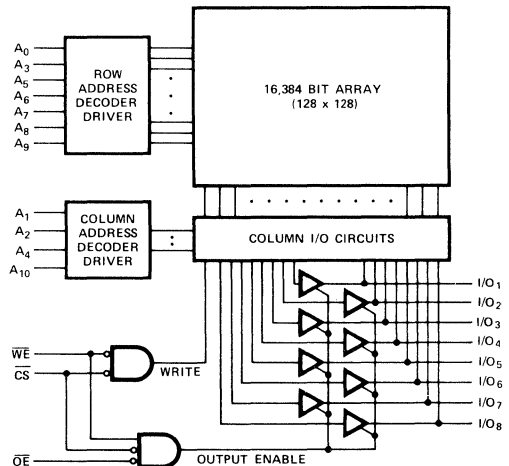 A0
A3
A5
A6
A7
A8
A9
ROW
ADDRESS
DECODER
DRIVER
16,384 BIT ARRAY
(128 x 128)
A1
A2
A4
A10
COLUMN
ADDRESS
DECODER
DRIVER
COLUMN I/O CIRCUITS
I/O1
I/O2
I/O3
I/O4
I/O5
I/O6
I/O7
I/O8
WE
CS
WRITE
OE
OUTPUT ENABLE